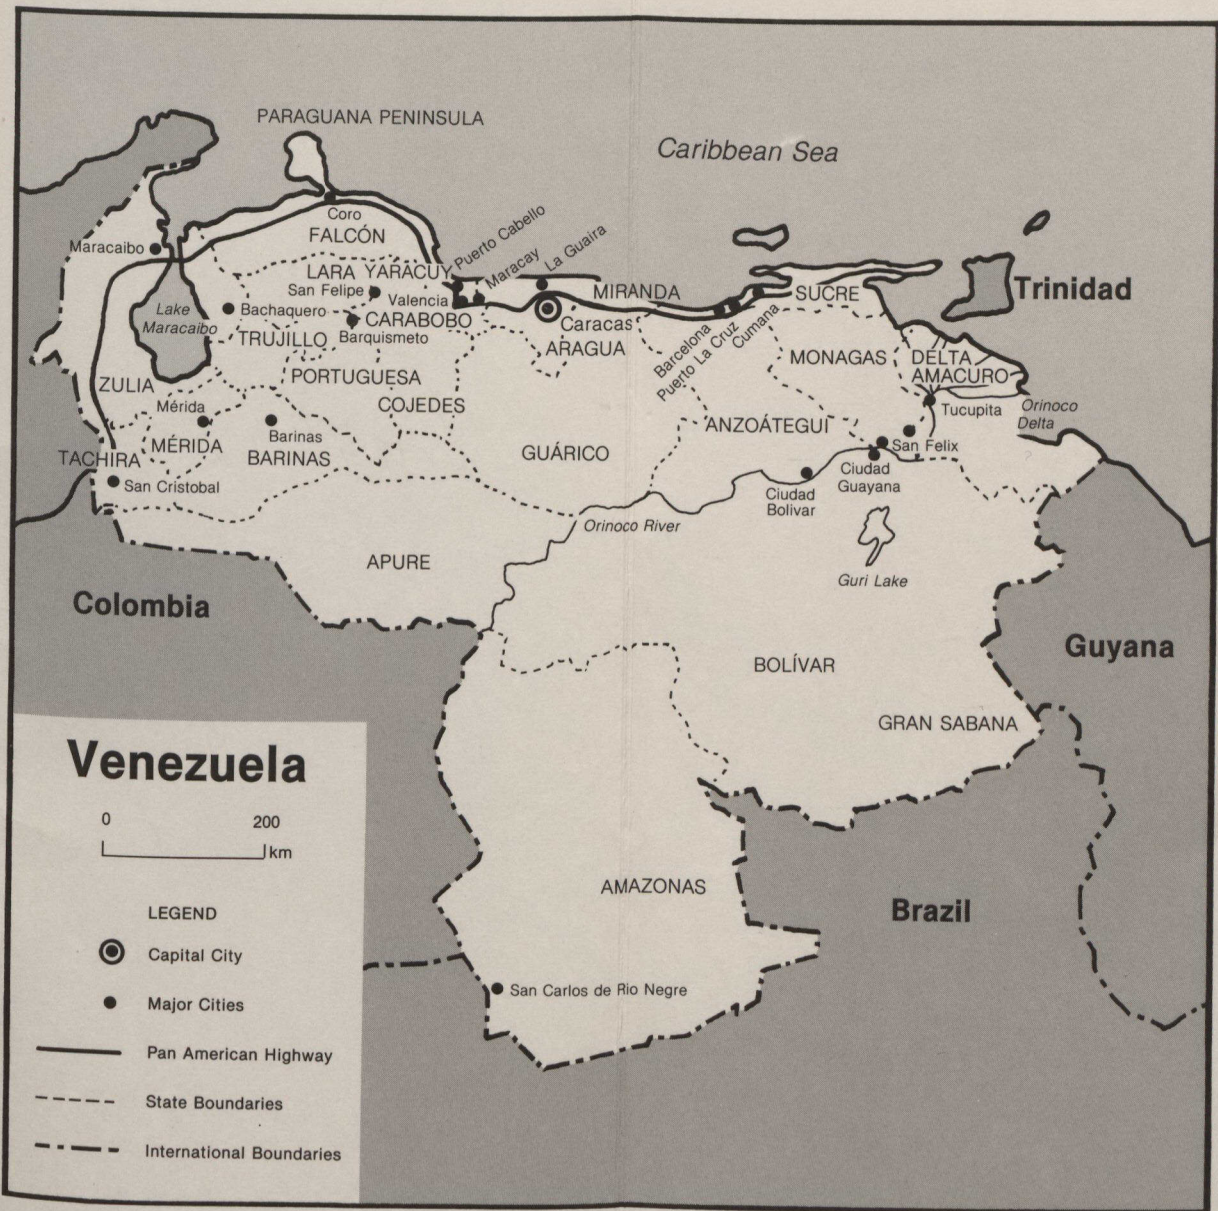 PARAGUANA PENINSULA
Caribbean Sea
Coro
FALCÓN
Maracaibo
Puerto Cabello
Maracay
La Guaira
LARA
YARACUY
San Felipe
Valencia
MIRANDA
SUCRE
Trinidad
Lake
Maracaibo
Bachaquero
CARABOBO
Caracas
TRUJILLO
Barquismeto
ARAGUA
Barcelona
Puerto La Cruz
Cumana
MONAGAS
DELTA
AMACURO
ZULIA
PORTUGUESA
COJEDES
Tucupita
Orinoco
Delta
Mérida
MÉRIDA
Barinas
BARINAS
GUÁRICO
ANZOÁTEGUI
San Felix
TACHIRA
San Cristobal
Ciudad
Guayana
Ciudad
Bolivar
Orinoco River
APURE
Guri Lake
Colombia
Guyana
BOLÍVAR
GRAN SABANA
AMAZONAS
Brazil
San Carlos de Rio Negre
Venezuela
0 200
km
LEGEND
Capital City
Major Cities
Pan American Highway
State Boundaries
International Boundaries